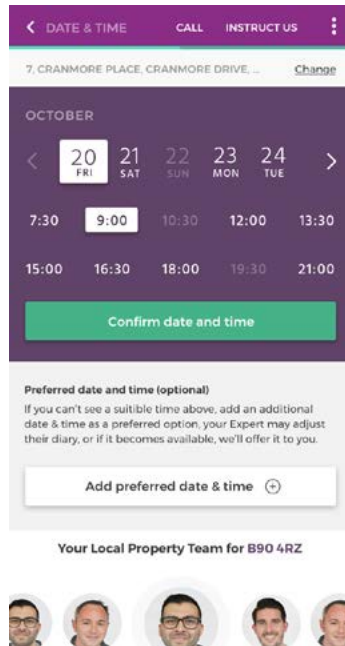 DATE & TIME CALL INSTRUCT US
7, CRANMORE PLACE, CRANMORE DRIVE, ... Change
OCTOBER
20 21 22 23 24
FRI SAT SUN MON TUE
7:30 9:00 10:30 12:00 13:30
15:00 16:30 18:00 19:30 21:00
Confirm date and time
Preferred date and time (optional)
If you can't see a suitible time above, add an additional
date & time as a preferred option, your Expert may adjust
their diary, or if it becomes available, we'll offer it to you.
Add preferred date & time
Your Local Property Team for B90 4RZ